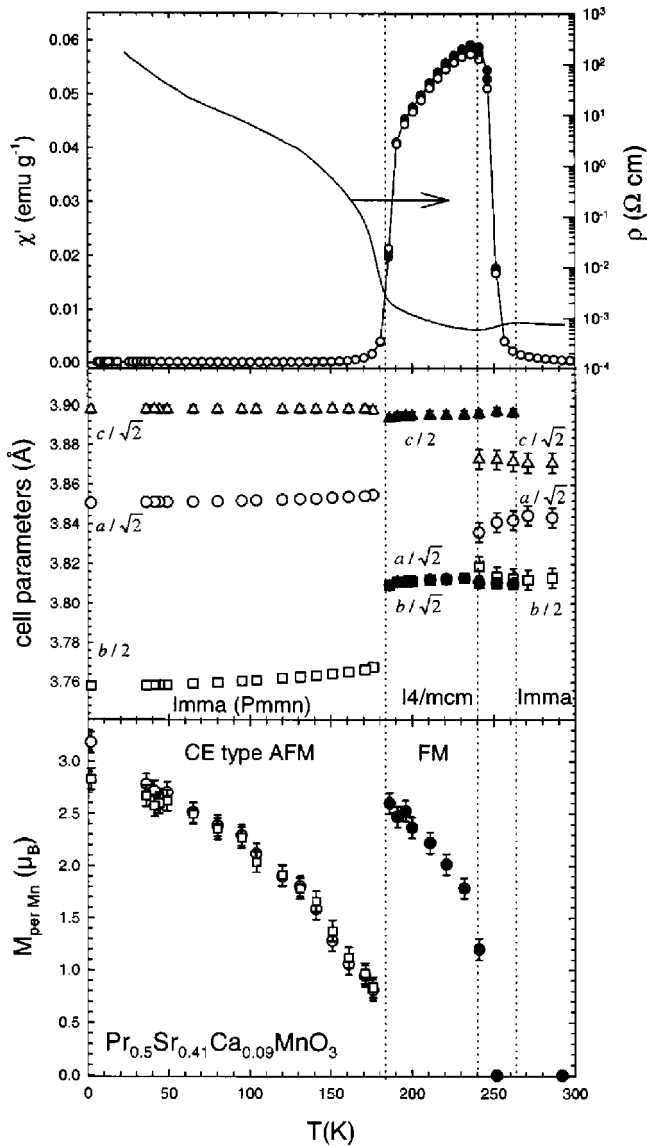 0.06
0.05
0.04
0.03
0.02
0.01
0.00
χ' (emu g⁻¹)
10³
10²
10¹
10⁰
10⁻¹
10⁻²
10⁻³
10⁻⁴
ρ (Ω cm)
3.90
3.88
3.86
3.84
3.82
3.80
3.78
3.76
cell parameters (Å)
c/√2
a/√2
b/2
c/2
a/√2
b/√2
c/√2
a/√2
b/2
Imma (Pmmn)
I4/mcm
Imma
3.0
2.5
2.0
1.5
1.0
0.5
0.0
M per Mn (μB)
CE type AFM
FM
Pr0.5Sr0.41Ca0.09MnO3
0 50 100 150 200 250 300
T(K)